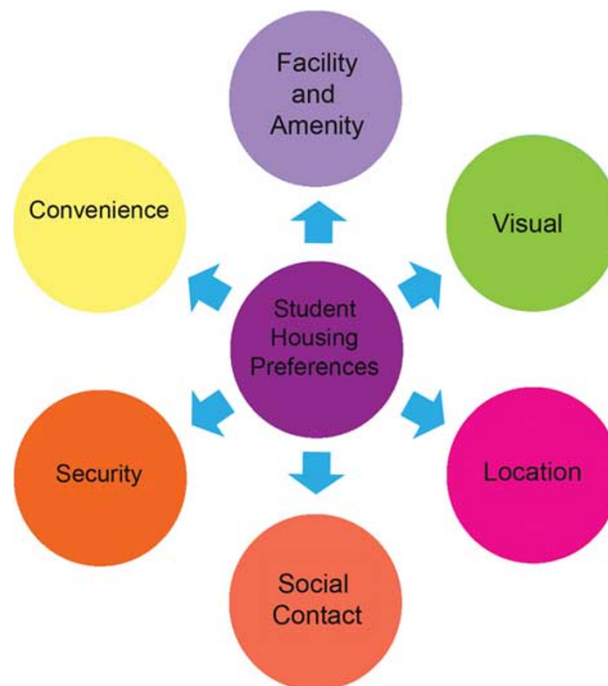 Facility
and
Amenity
Convenience
Visual
Student
Housing
Preferences
Security
Location
Social
Contact